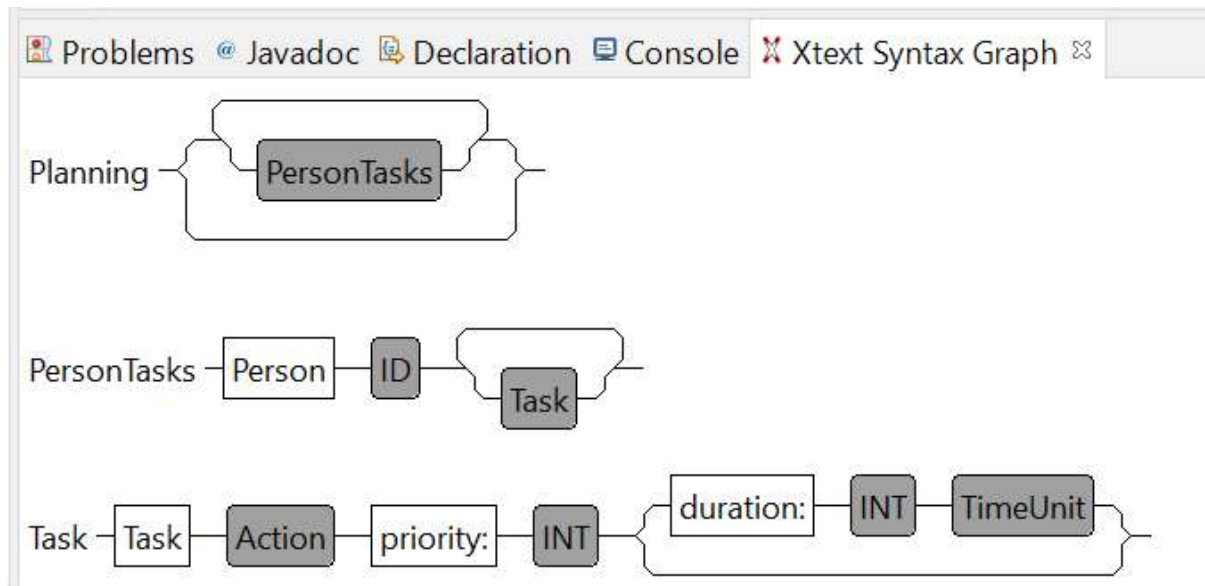 Problems @ Javadoc Declaration Console Xtext Syntax Graph
Planning PersonTasks
PersonTasks Person ID Task
Task Task Action priority: INT duration: INT TimeUnit